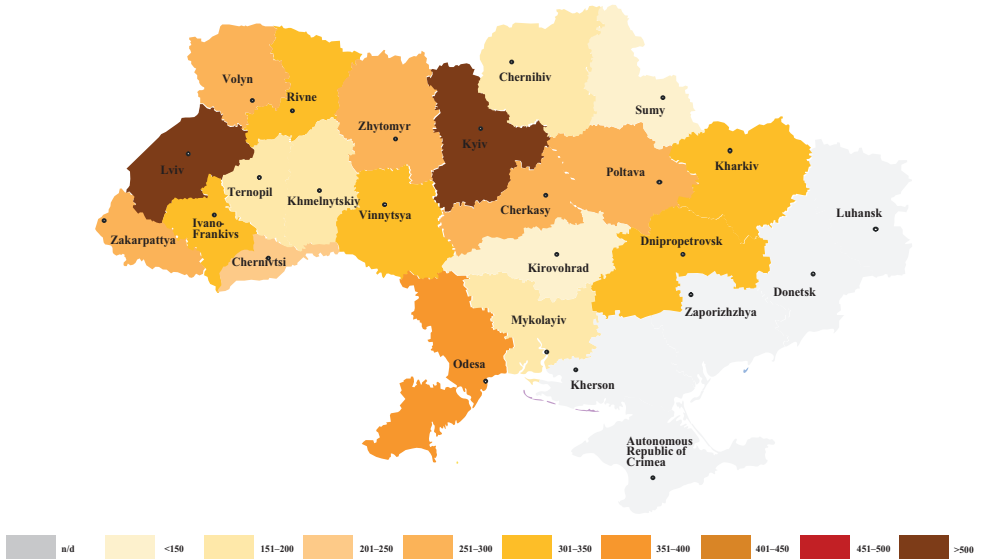 Chernihiv
Volyn
Rivne
Sumy
Zhytomyr
Kyiv
Kharkiv
Lviv
Poltava
Ternopil
Khmelnytskiy
Vinnytsya
Cherkasy
Luhansk
Ivano-
Frankivs
Zakarpattya
Dnipropetrovsk
Chernivtsi
Kirovohrad
Donetsk
Zaporizhzhya
Mykolayiv
Odesa
Kherson
Autonomous
Republic of
Crimea
n/d <150 151–200 201–250 251–300 301–350 351–400 401–450 451–500 >500